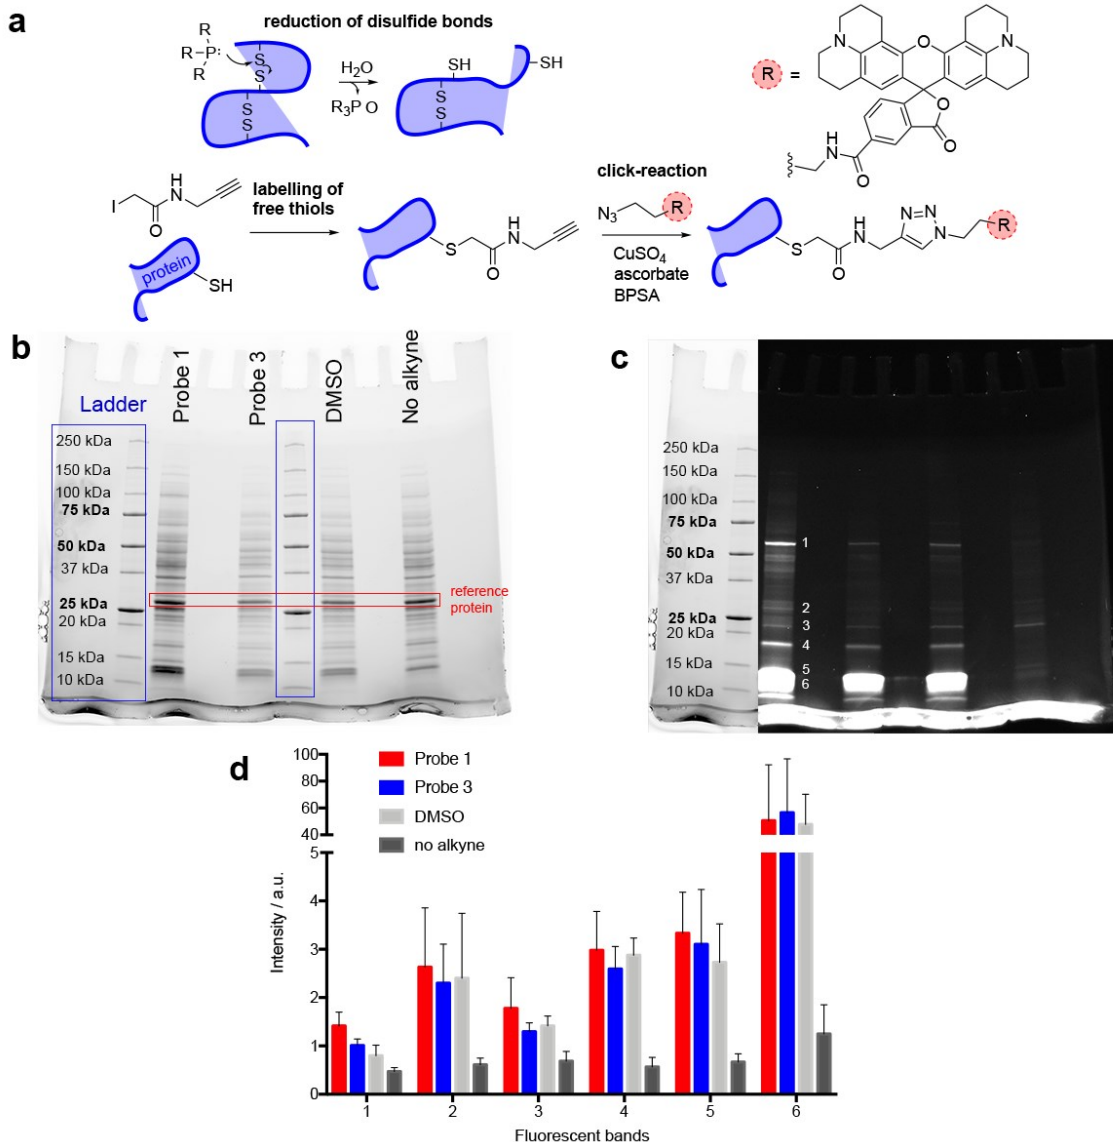 a
reduction of disulfide bonds
R
R-P:
R
S
S
S
S
H2O
R3P O
SH
SH
S
S
R =
N
O
N
O
O
H
N
O
I
O
H
N
labelling of
free thiols
protein
SH
S
O
H
N
click-reaction
N3
R
CuSO4
ascorbate
BPSA
S
O
H
N
N=N
N
R
b
Ladder
Probe 1
Probe 3
DMSO
No alkyne
250 kDa
150 kDa
100 kDa
75 kDa
50 kDa
37 kDa
25 kDa
20 kDa
15 kDa
10 kDa
reference
protein
c
250 kDa
150 kDa
100 kDa
75 kDa
50 kDa
37 kDa
25 kDa
20 kDa
15 kDa
10 kDa
1
2
3
4
5
6
d
Probe 1
Probe 3
DMSO
no alkyne
Intensity / a.u.
100
80
60
40
5
4
3
2
1
0
1 2 3 4 5 6
Fluorescent bands